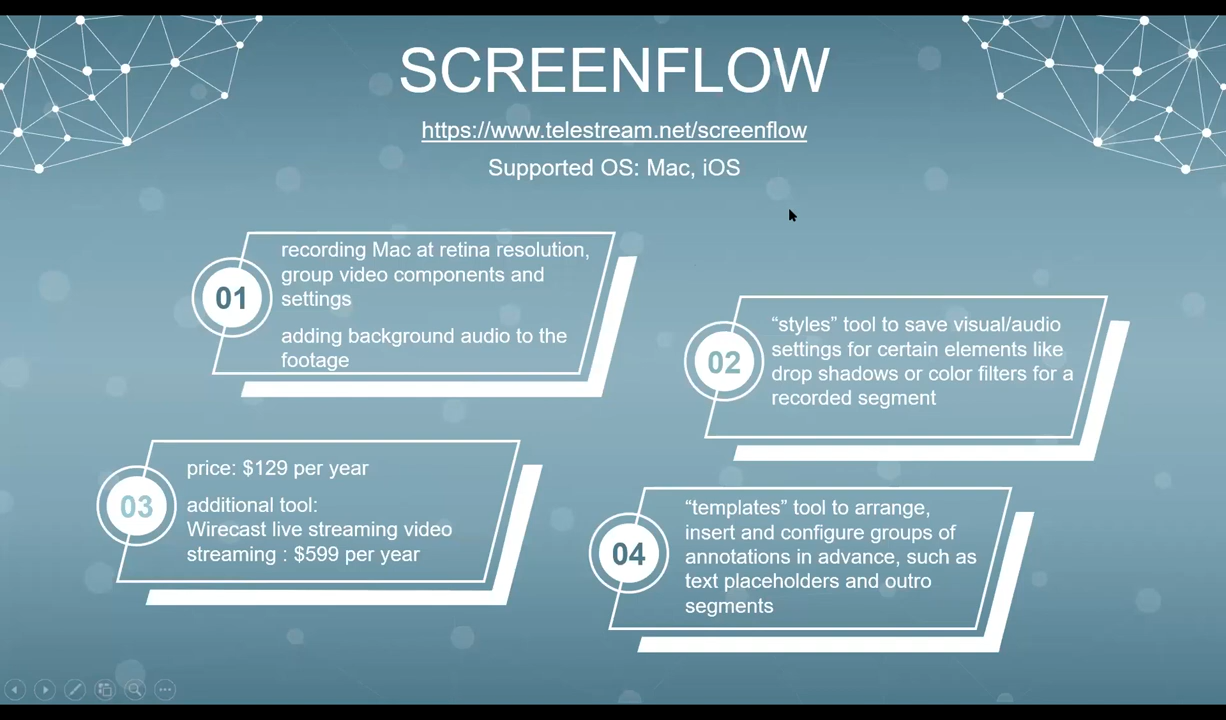 SCREENFLOW
https://www.telestream.net/screenflow
Supported OS: Mac, iOS
01
recording Mac at retina resolution,
group video components and
settings
adding background audio to the
footage
02
“styles” tool to save visual/audio
settings for certain elements like
drop shadows or color filters for a
recorded segment
03
price: $129 per year
additional tool:
Wirecast live streaming video
streaming : $599 per year
04
“templates” tool to arrange,
insert and configure groups of
annotations in advance, such as
text placeholders and outro
segments